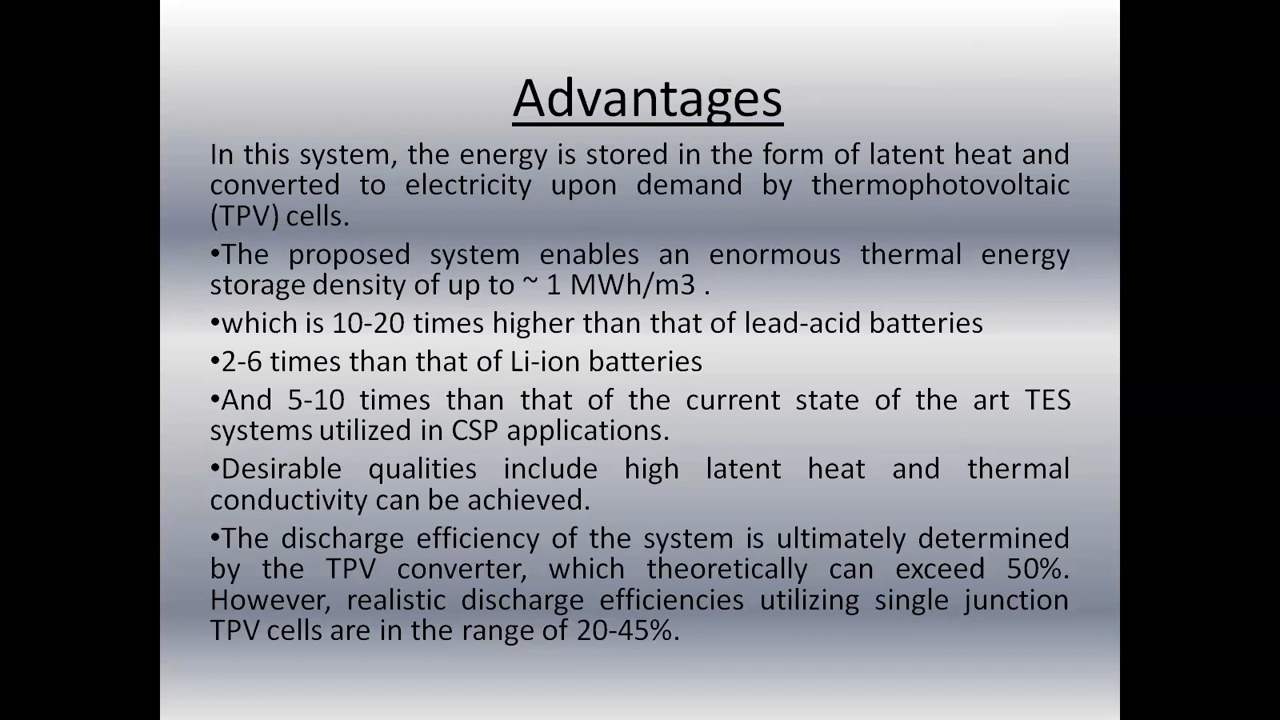 Advantages
In this system, the energy is stored in the form of latent heat and
converted to electricity upon demand by thermophotovoltaic
(TPV) cells.
•The proposed system enables an enormous thermal energy
storage density of up to ~ 1 MWh/m3 .
•which is 10-20 times higher than that of lead-acid batteries
•2-6 times than that of Li-ion batteries
•And 5-10 times than that of the current state of the art TES
systems utilized in CSP applications.
•Desirable qualities include high latent heat and thermal
conductivity can be achieved.
•The discharge efficiency of the system is ultimately determined
by the TPV converter, which theoretically can exceed 50%.
However, realistic discharge efficiencies utilizing single junction
TPV cells are in the range of 20-45%.